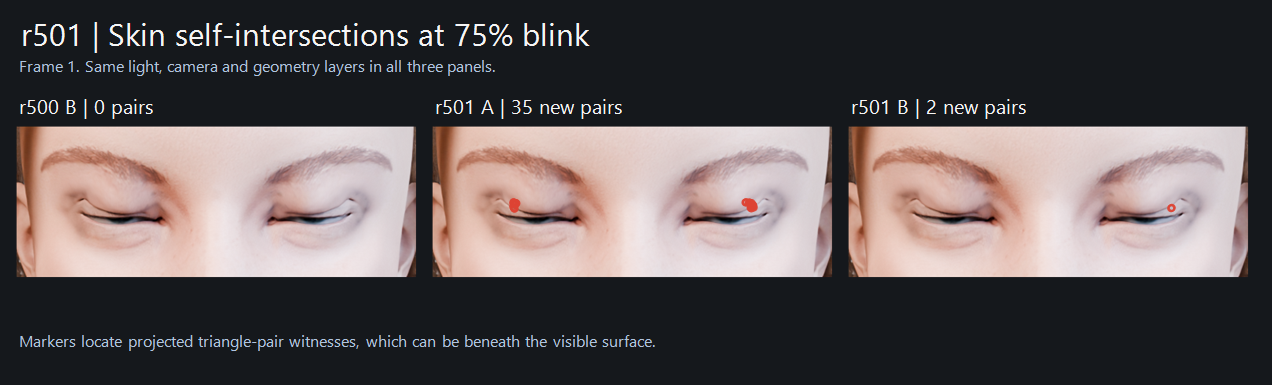 r501 | Skin self-intersections at 75% blink
Frame 1. Same light, camera and geometry layers in all three panels.
r500 B | 0 pairs
r501 A | 35 new pairs
r501 B | 2 new pairs
Markers locate projected triangle-pair witnesses, which can be beneath the visible surface.